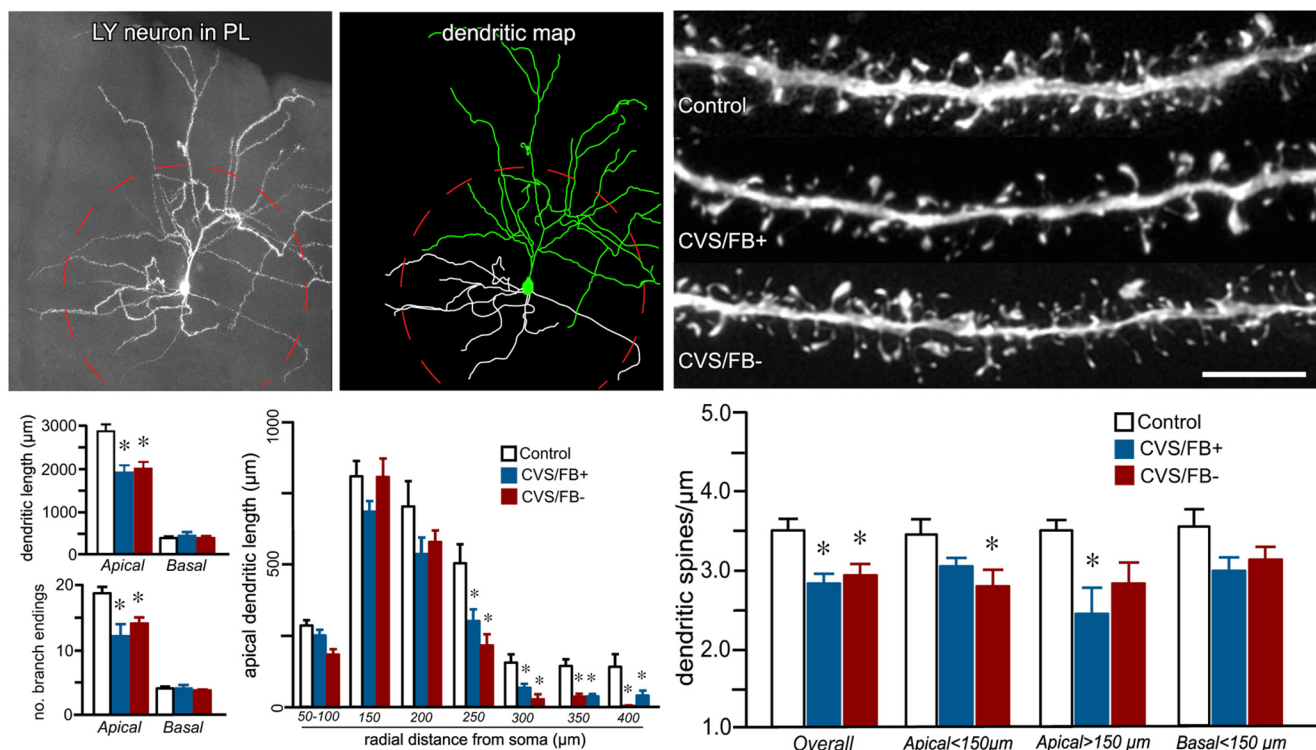 LY neuron in PL
dendritic map
Control
CVS/FB+
CVS/FB-
dendritic length (µm)
3000
2000
1000
0
* *
Apical Basal
no. branch endings
20
10
0
* *
Apical Basal
apical dendritic length (µm)
1000
500
0
Control
CVS/FB+
CVS/FB-
* *
* *
* *
* *
50-100 150 200 250 300 350 400
radial distance from soma (µm)
dendritic spines/µm
5.0
4.0
3.0
2.0
1.0
Control
CVS/FB+
CVS/FB-
* * * *
Overall Apical<150µm Apical>150 µm Basal<150 µm